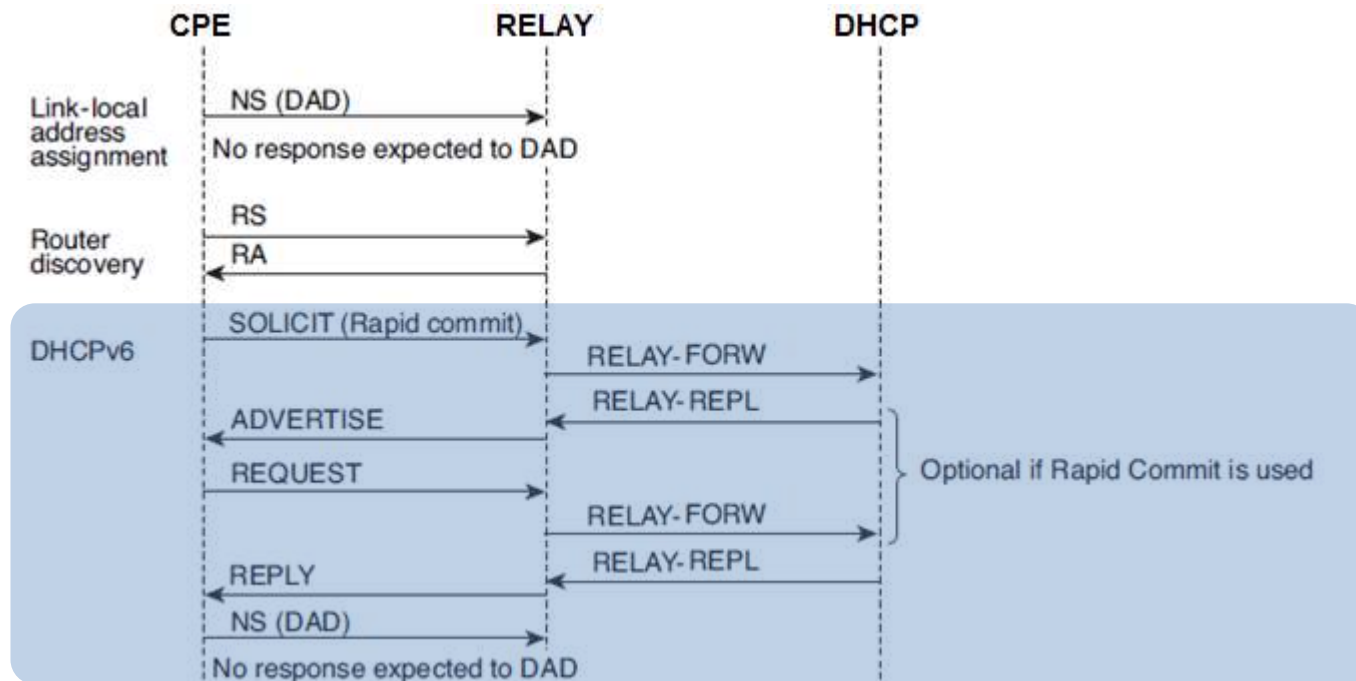 CPE RELAY DHCP
Link-local
address
assignment
NS (DAD)
No response expected to DAD
Router
discovery
RS
RA
DHCPv6
SOLICIT (Rapid commit)
RELAY-FORW
RELAY-REPL
ADVERTISE
REQUEST
Optional if Rapid Commit is used
RELAY-FORW
RELAY-REPL
REPLY
NS (DAD)
No response expected to DAD